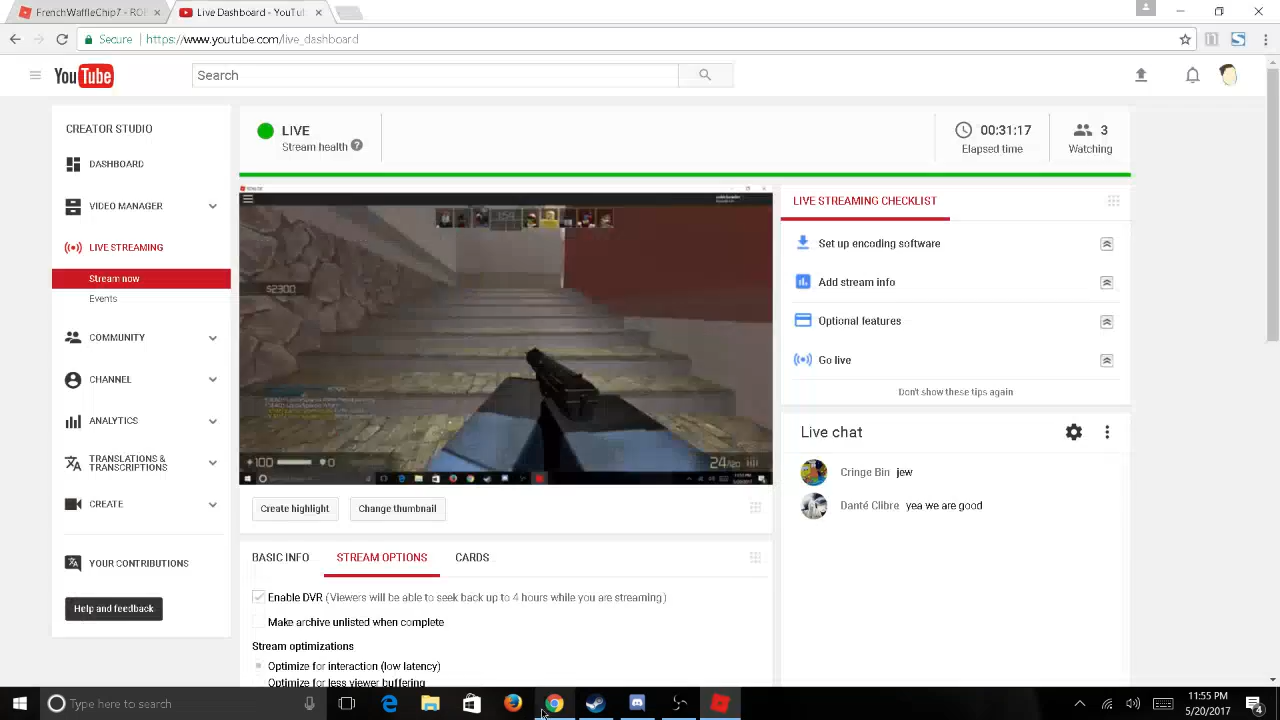 FrenchWaffleChips - You
Live Dashboard - YouTube
Secure
https://www.youtube.com/live_dashboard
YouTube
Search
CREATOR STUDIO
DASHBOARD
VIDEO MANAGER
LIVE STREAMING
Stream now
Events
COMMUNITY
CHANNEL
ANALYTICS
TRANSLATIONS &
TRANSCRIPTIONS
CREATE
YOUR CONTRIBUTIONS
Help and feedback
LIVE
Stream health
00:31:17
Elapsed time
3
Watching
$2300
100
0
24/120
Create highlight
Change thumbnail
BASIC INFO
STREAM OPTIONS
CARDS
Enable DVR (Viewers will be able to seek back up to 4 hours while you are streaming)
Make archive unlisted when complete
Stream optimizations
Optimize for interaction (low latency)
Optimize for less viewer buffering
LIVE STREAMING CHECKLIST
Set up encoding software
Add stream info
Optional features
Go live
Don't show these tips again
Live chat
Cringe Bin jew
Danté Clibre yea we are good
Type here to search
11:55 PM
5/20/2017